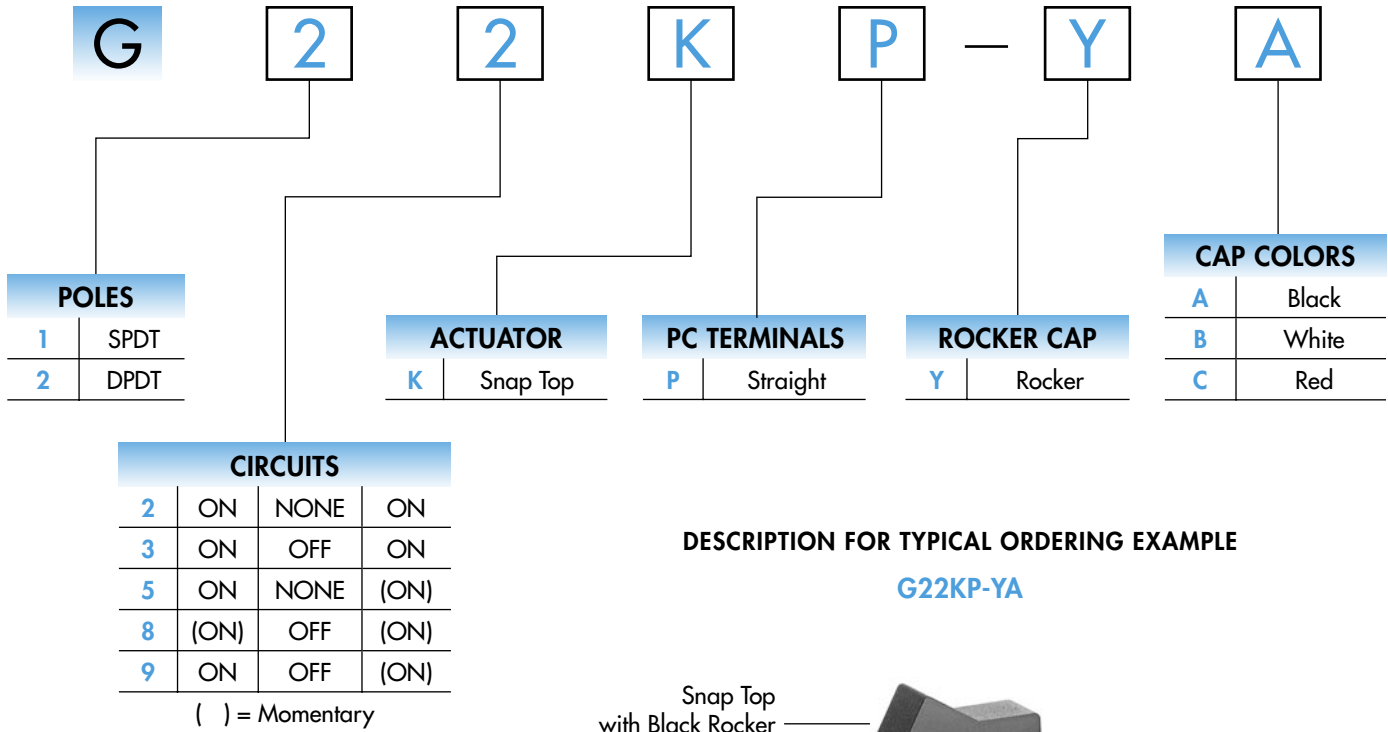 G 2 2 K P — Y A
POLES
1 SPDT
2 DPDT
CIRCUITS
2 ON NONE ON
3 ON OFF ON
5 ON NONE (ON)
8 (ON) OFF (ON)
9 ON OFF (ON)
( ) = Momentary
ACTUATOR
K Snap Top
PC TERMINALS
P Straight
ROCKER CAP
Y Rocker
CAP COLORS
A Black
B White
C Red
DESCRIPTION FOR TYPICAL ORDERING EXAMPLE
G22KP-YA
Snap Top
with Black Rocker